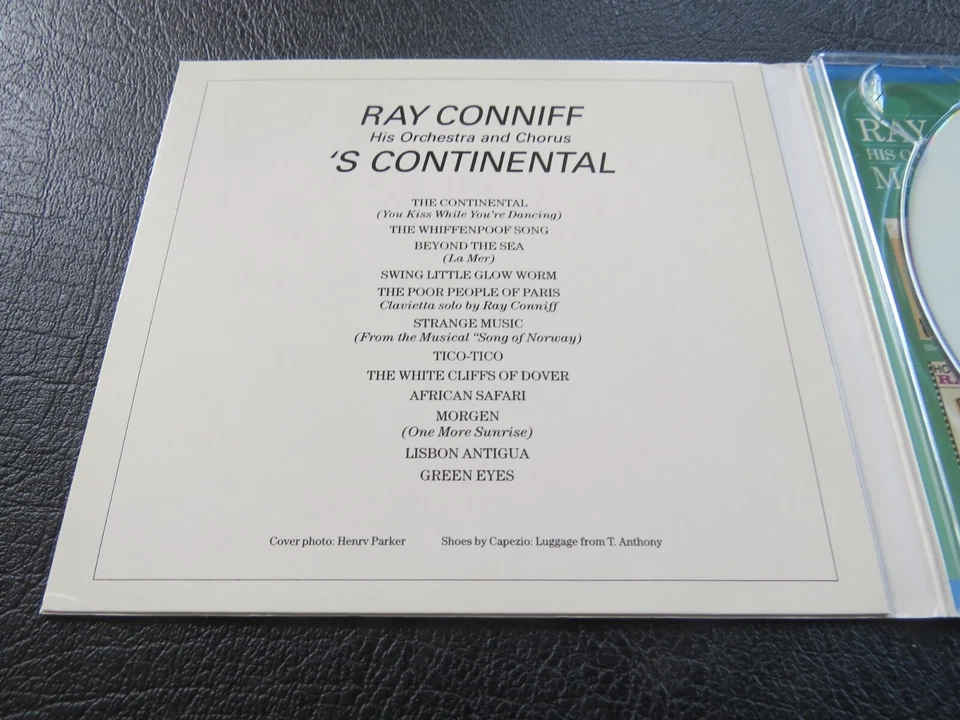 RAY CONNIFF
His Orchestra and Chorus
'S CONTINENTAL
THE CONTINENTAL
(You Kiss While You're Dancing)
THE WHIFFENPOOF SONG
BEYOND THE SEA
(La Mer)
SWING LITTLE GLOW WORM
THE POOR PEOPLE OF PARIS
Clavietta solo by Ray Conniff
STRANGE MUSIC
(From the Musical "Song of Norway)
TICO-TICO
THE WHITE CLIFFS OF DOVER
AFRICAN SAFARI
MORGEN
(One More Sunrise)
LISBON ANTIGUA
GREEN EYES
Cover photo: Henry Parker Shoes by Capezio: Luggage from T. Anthony
RAY
HIS